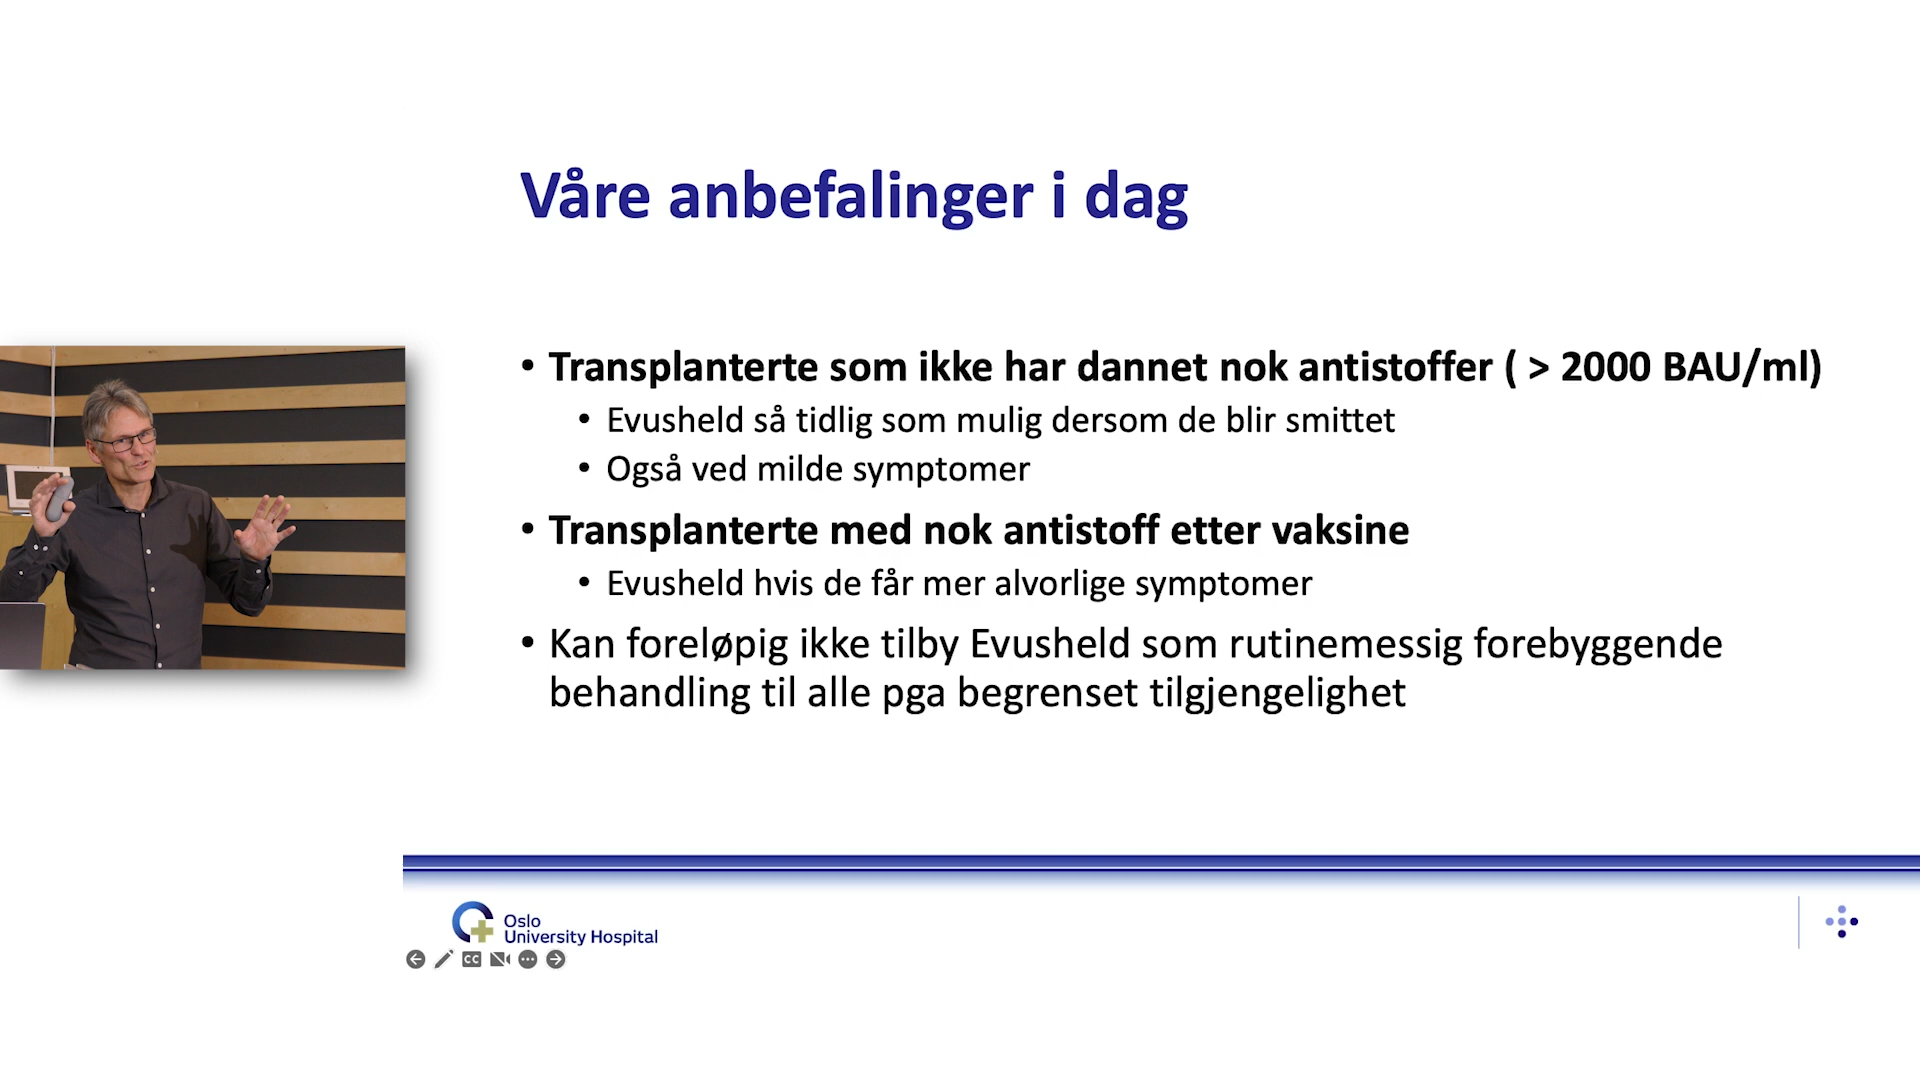 Våre anbefalinger i dag
• Transplanterte som ikke har dannet nok antistoffer ( > 2000 BAU/ml)
• Evusheld så tidlig som mulig dersom de blir smittet
• Også ved milde symptomer
• Transplanterte med nok antistoff etter vaksine
• Evusheld hvis de får mer alvorlige symptomer
• Kan foreløpig ikke tilby Evusheld som rutinemessig forebyggende
behandling til alle pga begrenset tilgjengelighet
Oslo
University Hospital
CC